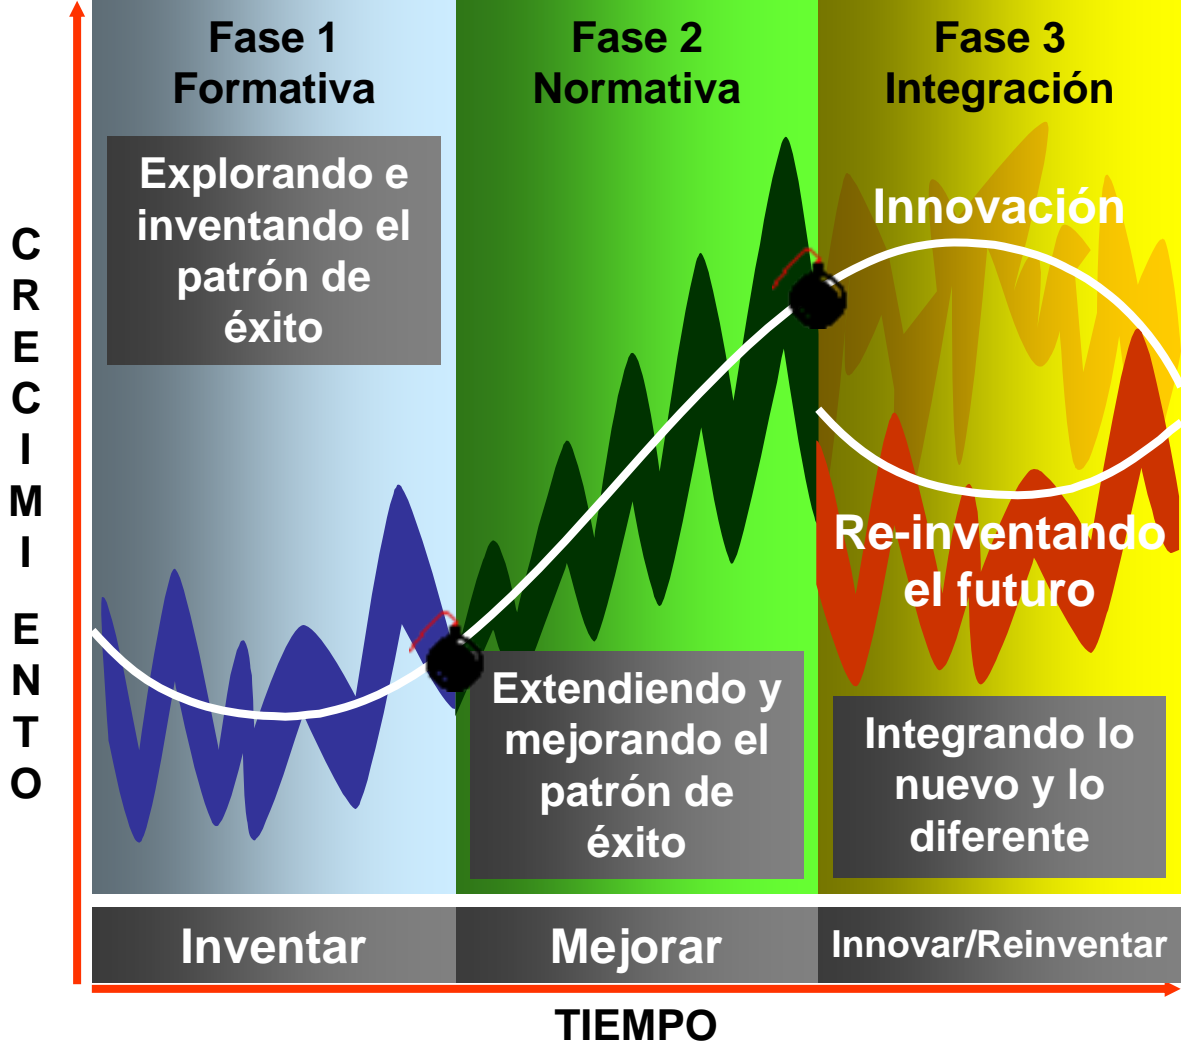 Fase 1
Formativa
Fase 2
Normativa
Fase 3
Integración
Explorando e
inventando el
patrón de
éxito
Innovación
Re-inventando
el futuro
Extendiendo y
mejorando el
patrón de
éxito
Integrando lo
nuevo y lo
diferente
CRECIMIENTO
Inventar
Mejorar
Innovar/Reinventar
TIEMPO